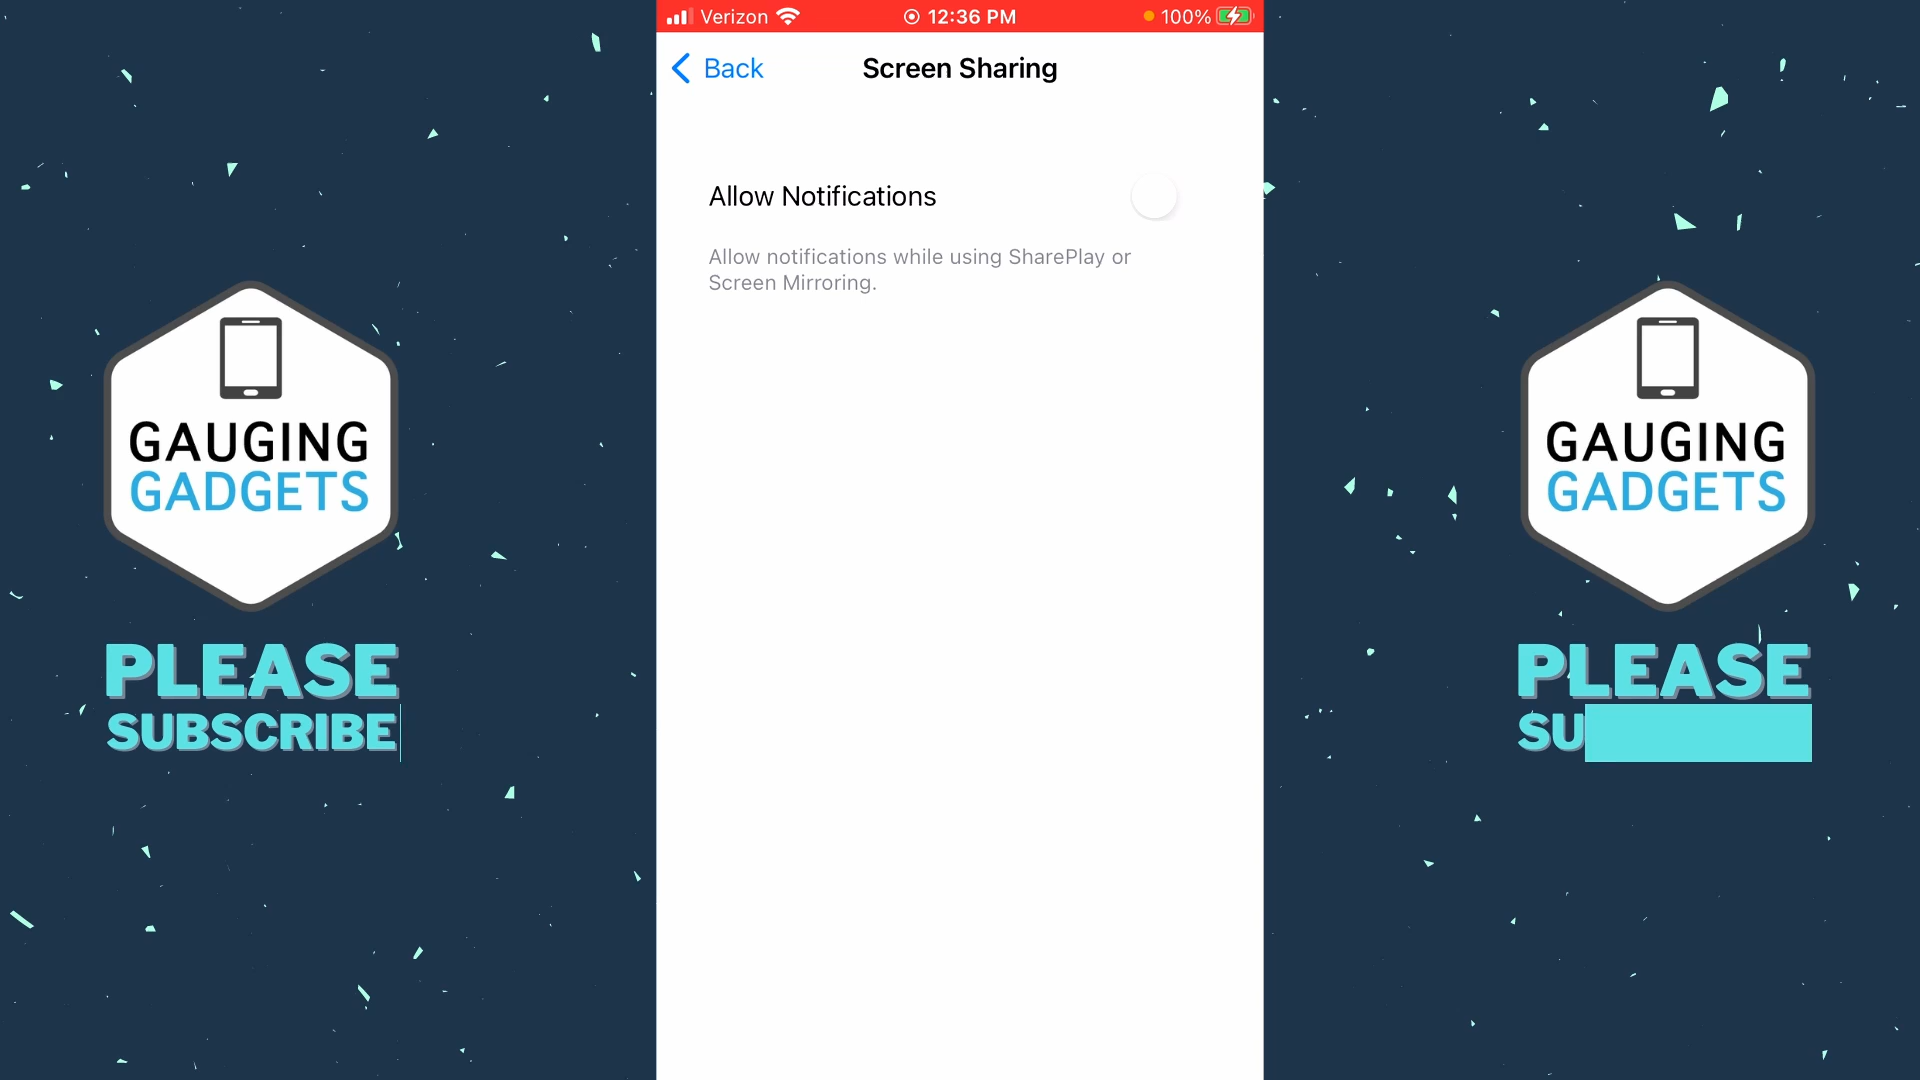 Verizon 12:36 PM 100%
Back Screen Sharing
Allow Notifications
Allow notifications while using SharePlay or
Screen Mirroring.
GAUGING
GADGETS
PLEASE
SUBSCRIBE
GAUGING
GADGETS
PLEASE
SU